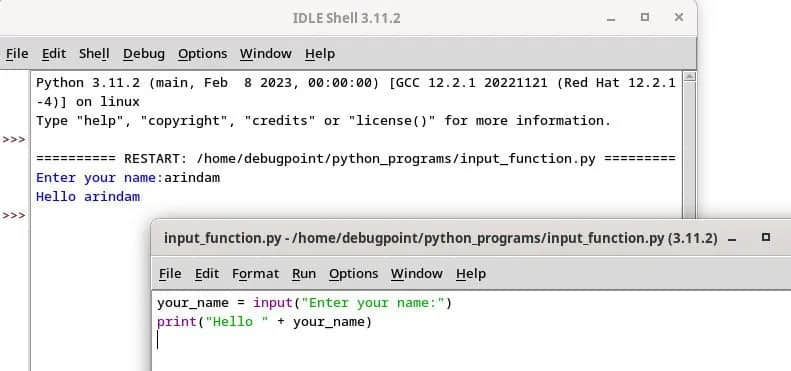 IDLE Shell 3.11.2
File Edit Shell Debug Options Window Help
Python 3.11.2 (main, Feb  8 2023, 00:00:00) [GCC 12.2.1 20221121 (Red Hat 12.2.1
-4)] on linux
Type "help", "copyright", "credits" or "license()" for more information.
>>>
========== RESTART: /home/debugpoint/python_programs/input_function.py =========
Enter your name:arindam
Hello arindam
>>>
input_function.py - /home/debugpoint/python_programs/input_function.py (3.11.2)
File Edit Format Run Options Window Help
your_name = input("Enter your name:")
print("Hello " + your_name)